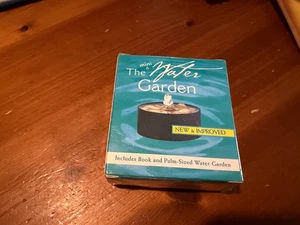 The mini Water
Garden
NEW & IMPROVED!
Includes Book and Palm-Sized Water Garden